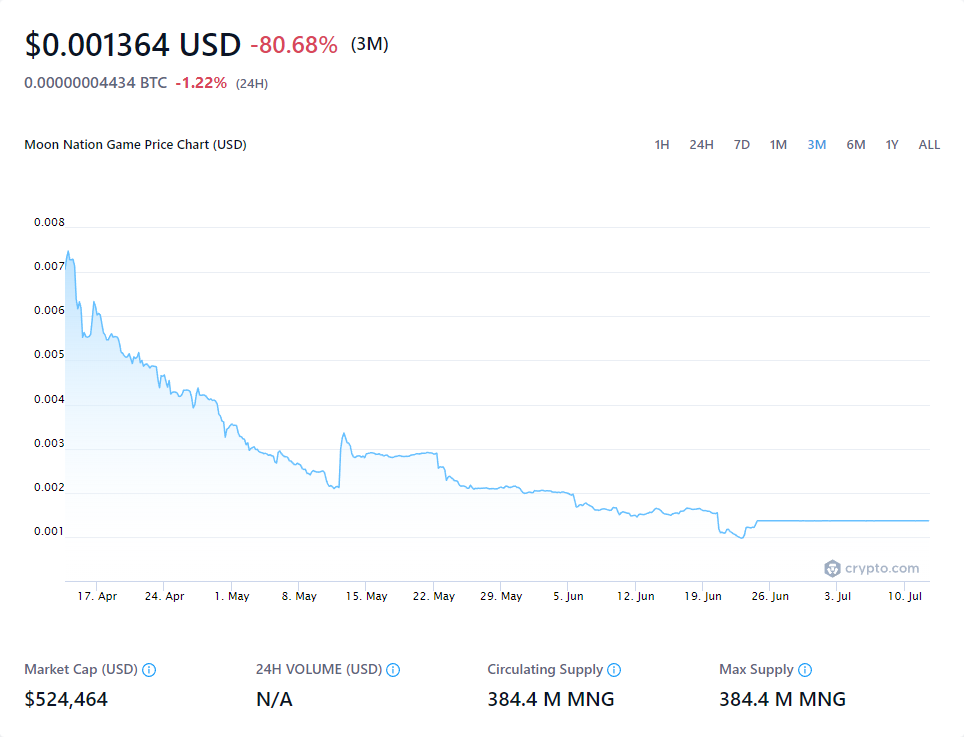 $0.001364 USD -80.68% (3M)
0.00000004434 BTC -1.22% (24H)
Moon Nation Game Price Chart (USD) 1H 24H 7D 1M 3M 6M 1Y ALL
0.008
0.007
0.006
0.005
0.004
0.003
0.002
0.001
crypto.com
17. Apr 24. Apr 1. May 8. May 15. May 22. May 29. May 5. Jun 12. Jun 19. Jun 26. Jun 3. Jul 10. Jul
Market Cap (USD) 24H VOLUME (USD) Circulating Supply Max Supply
$524,464 N/A 384.4 M MNG 384.4 M MNG